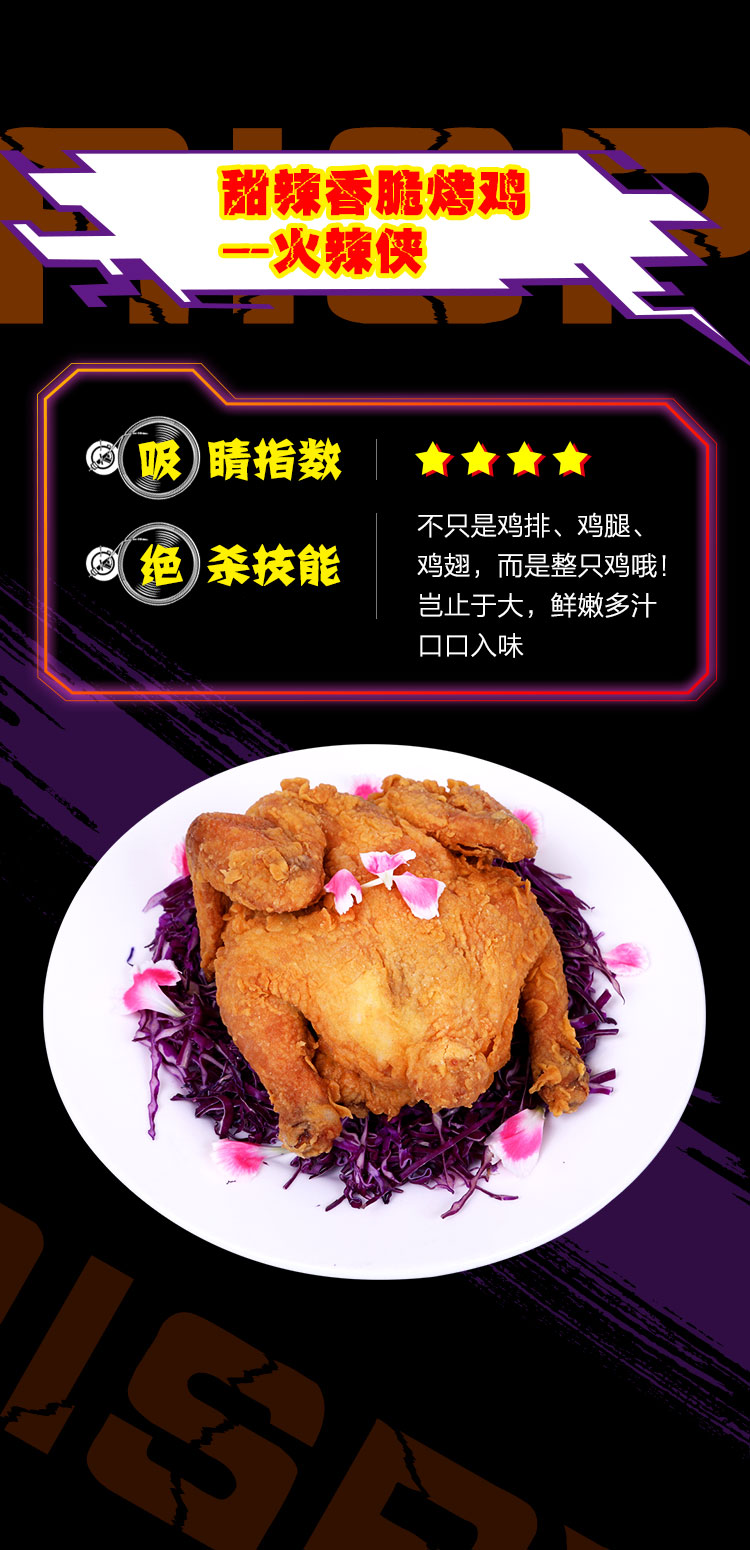 甜辣香脆烤鸡
--火辣侠
吸睛指数
绝杀技能
不只是鸡排、鸡腿、
鸡翅，而是整只鸡哦！
岂止于大，鲜嫩多汁
口口入味